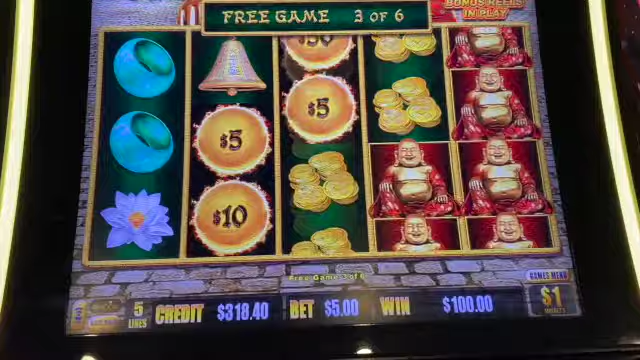 FREE GAME 3 OF 6
BONUS REELS
IN PLAY
$50
$5
$5
$10
Free Game 3 of 6
GAMES MENU
5
LINES
CREDIT $318.40
BET $5.00
WIN $100.00
$1